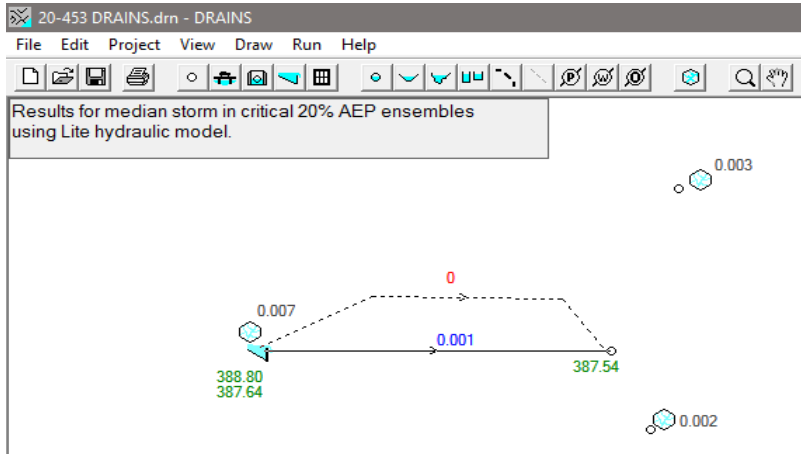 20-453 DRAINS.drn - DRAINS
File Edit Project View Draw Run Help
P W O
Results for median storm in critical 20% AEP ensembles
using Lite hydraulic model.
0.003
0
0.007
0.001
387.54
388.80
387.64
0.002